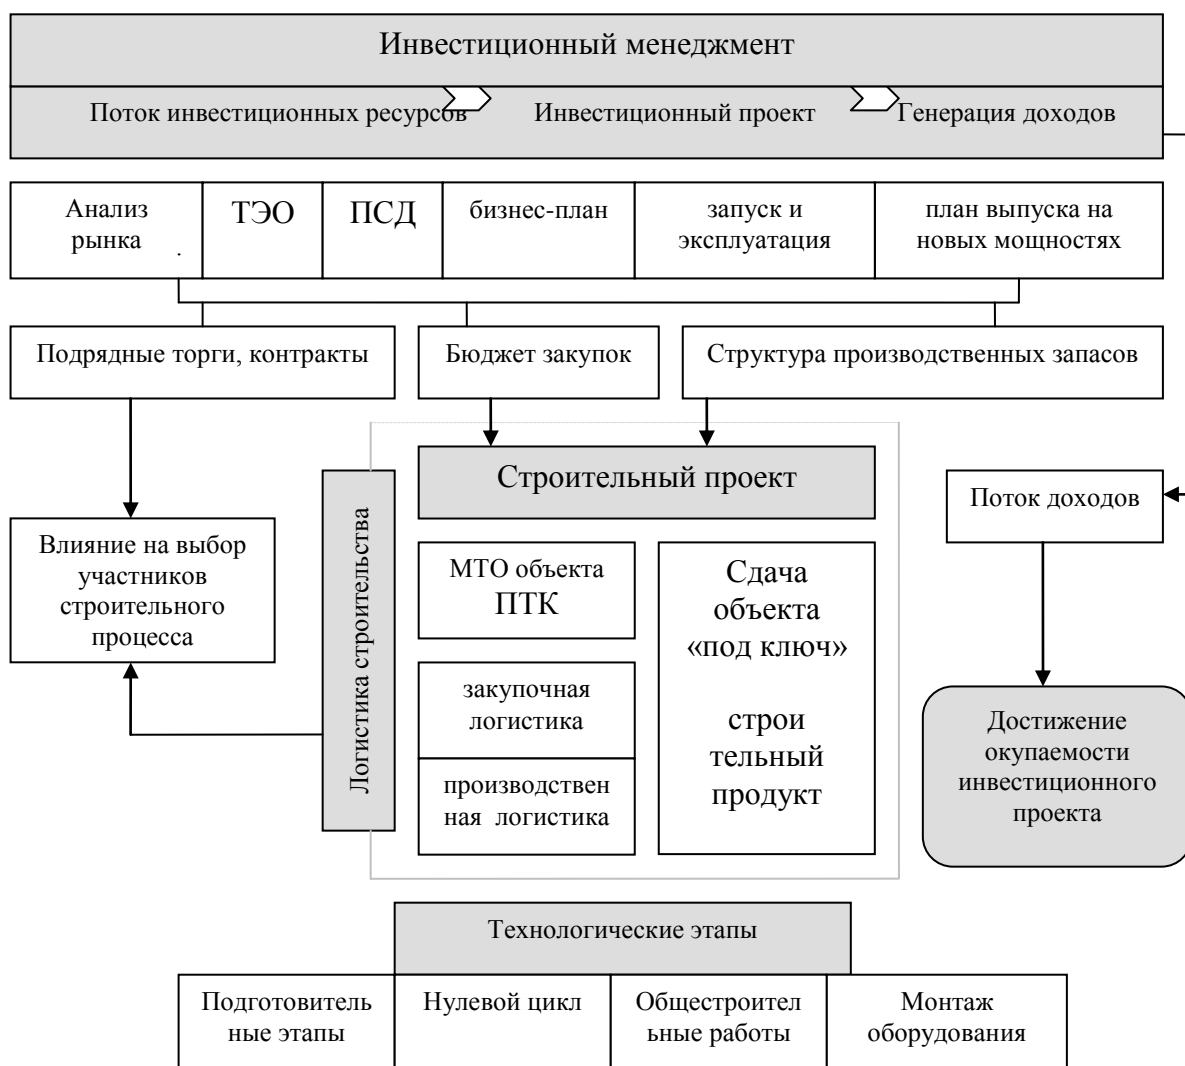 Инвестиционный менеджмент
Поток инвестиционных ресурсов
Инвестиционный проект
Генерация доходов
Анализ
рынка
.
ТЭО
ПСД
бизнес-план
запуск и
эксплуатация
план выпуска на
новых мощностях
Подрядные торги, контракты
Бюджет закупок
Структура производственных запасов
Строительный проект
Логистика строительства
Поток доходов
Влияние на выбор
участников
строительного
процесса
МТО объекта
ПТК
Сдача
объекта
«под ключ»
строи
тельный
продукт
закупочная
логистика
производствен
ная логистика
Достижение
окупаемости
инвестиционного
проекта
Технологические этапы
Подготовитель
ные этапы
Нулевой цикл
Общестроител
ьные работы
Монтаж
оборудования